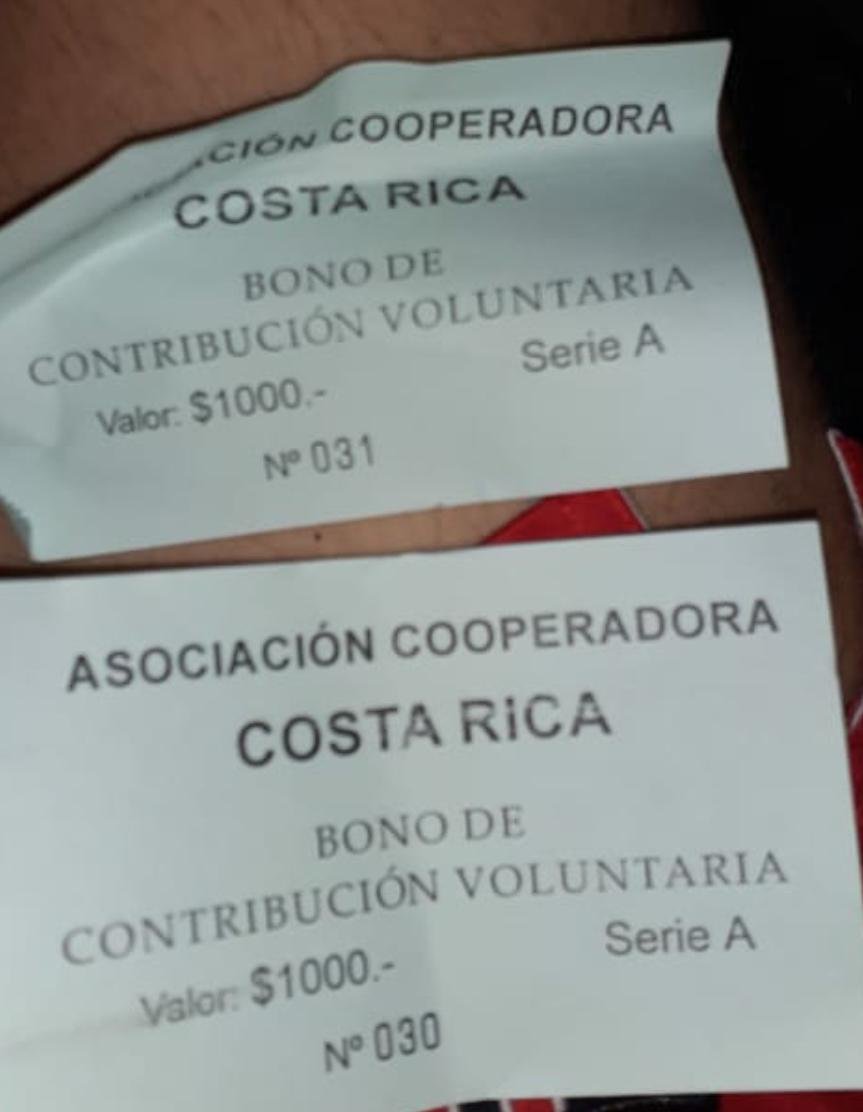 COOPERADORA
COSTA RICA
BONO DE
CONTRIBUCIÓN VOLUNTARIA
Serie A
Valor: $1000.-
Nº 031
ASOCIACIÓN COOPERADORA
COSTA RiCA
BONO DE
CONTRIBUCIÓN VOLUNTARIA
Serie A
Valor: $1000.-
Nº 030